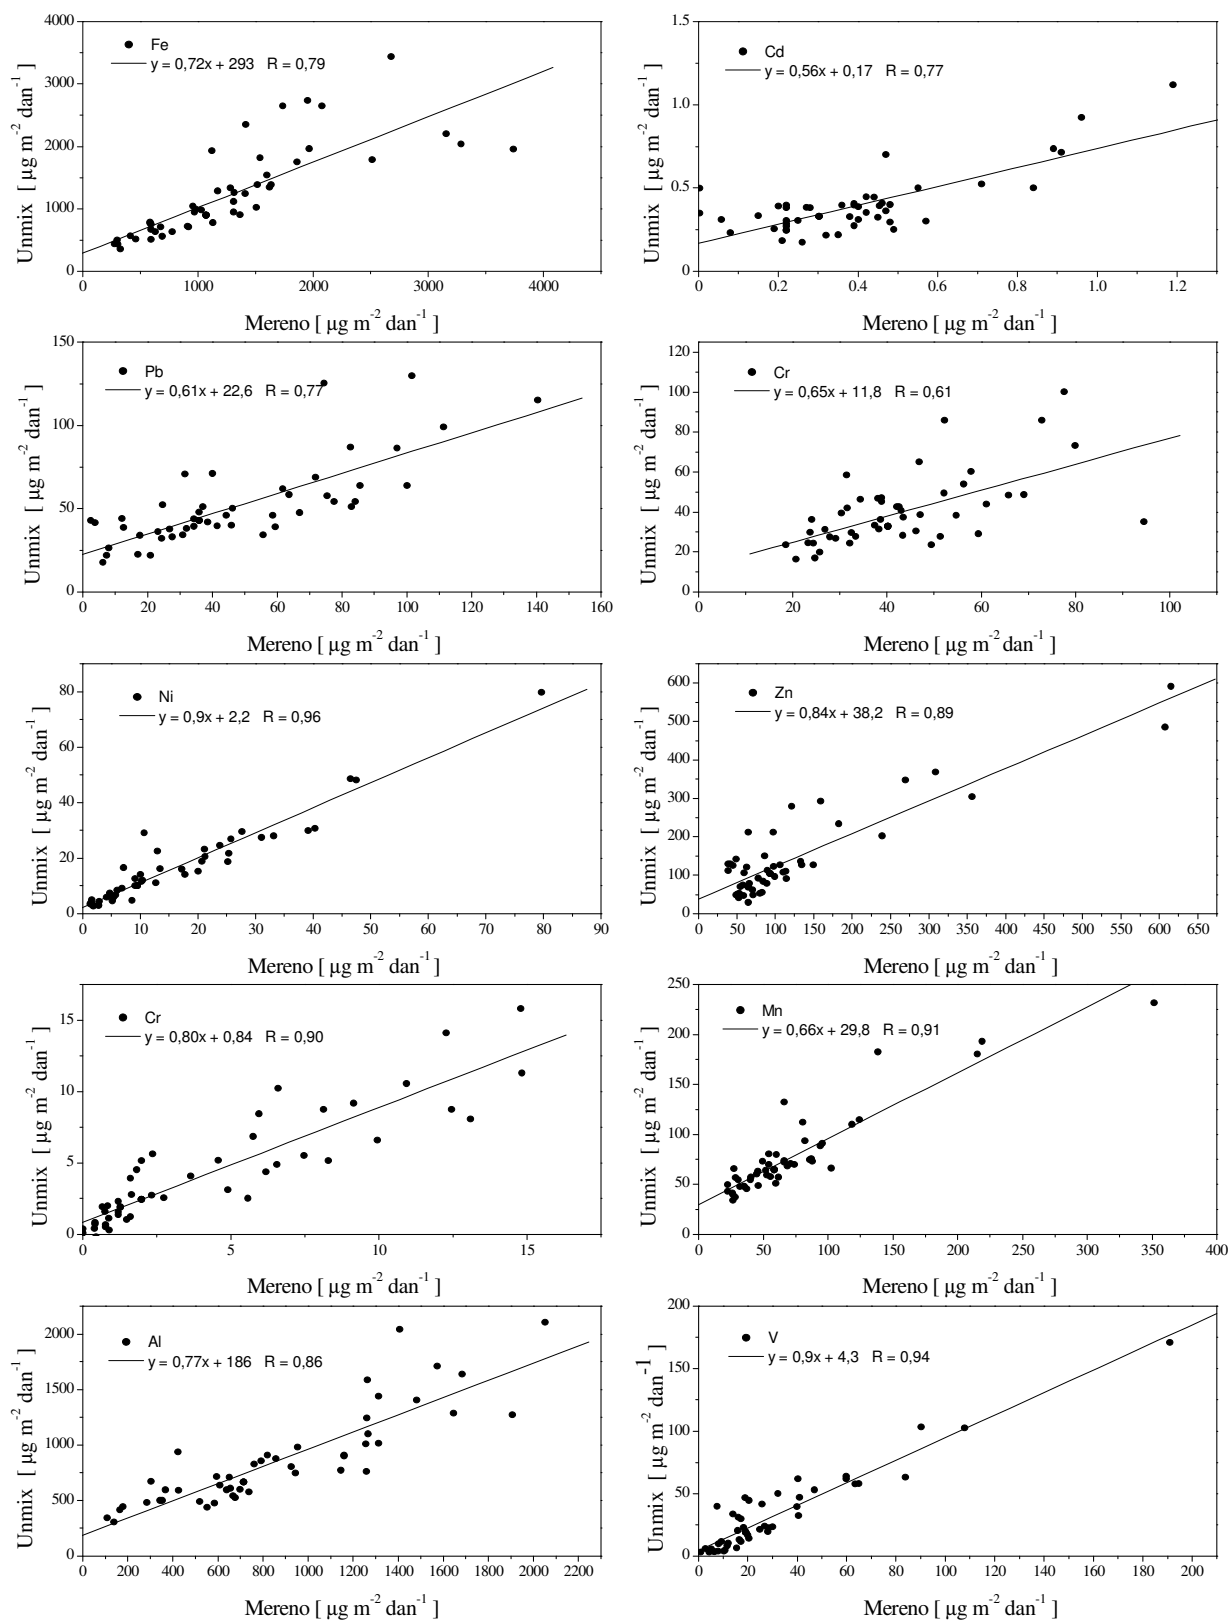 4000
3000
2000
1000
0
Unmix [ µg m-2 dan-1 ]
Fe
y = 0,72x + 293 R = 0,79
0 1000 2000 3000 4000
Mereno [ µg m-2 dan-1 ]
1.5
1.0
0.5
0
Unmix [ µg m-2 dan-1 ]
Cd
y = 0,56x + 0,17 R = 0,77
0 0.2 0.4 0.6 0.8 1.0 1.2
Mereno [ µg m-2 dan-1 ]
150
100
50
0
Unmix [ µg m-2 dan-1 ]
Pb
y = 0,61x + 22,6 R = 0,77
0 20 40 60 80 100 120 140 160
Mereno [ µg m-2 dan-1 ]
120
100
80
60
40
20
0
Unmix [ µg m-2 dan-1 ]
Cr
y = 0,65x + 11,8 R = 0,61
0 20 40 60 80 100
Mereno [ µg m-2 dan-1 ]
80
60
40
20
0
Unmix [ µg m-2 dan-1 ]
Ni
y = 0,9x + 2,2 R = 0,96
0 10 20 30 40 50 60 70 80 90
Mereno [ µg m-2 dan-1 ]
600
500
400
300
200
100
0
Unmix [ µg m-2 dan-1 ]
Zn
y = 0,84x + 38,2 R = 0,89
0 50 100 150 200 250 300 350 400 450 500 550 600 650
Mereno [ µg m-2 dan-1 ]
15
10
5
0
Unmix [ µg m-2 dan-1 ]
Cr
y = 0,80x + 0,84 R = 0,90
0 5 10 15
Mereno [ µg m-2 dan-1 ]
250
200
150
100
50
0
Unmix [ µg m-2 dan-1 ]
Mn
y = 0,66x + 29,8 R = 0,91
0 50 100 150 200 250 300 350 400
Mereno [ µg m-2 dan-1 ]
2000
1500
1000
500
0
Unmix [ µg m-2 dan-1 ]
Al
y = 0,77x + 186 R = 0,86
0 200 400 600 800 1000 1200 1400 1600 1800 2000 2200
Mereno [ µg m-2 dan-1 ]
200
150
100
50
0
Unmix [ µg m-2 dan-1 ]
V
y = 0,9x + 4,3 R = 0,94
0 20 40 60 80 100 120 140 160 180 200
Mereno [ µg m-2 dan-1 ]